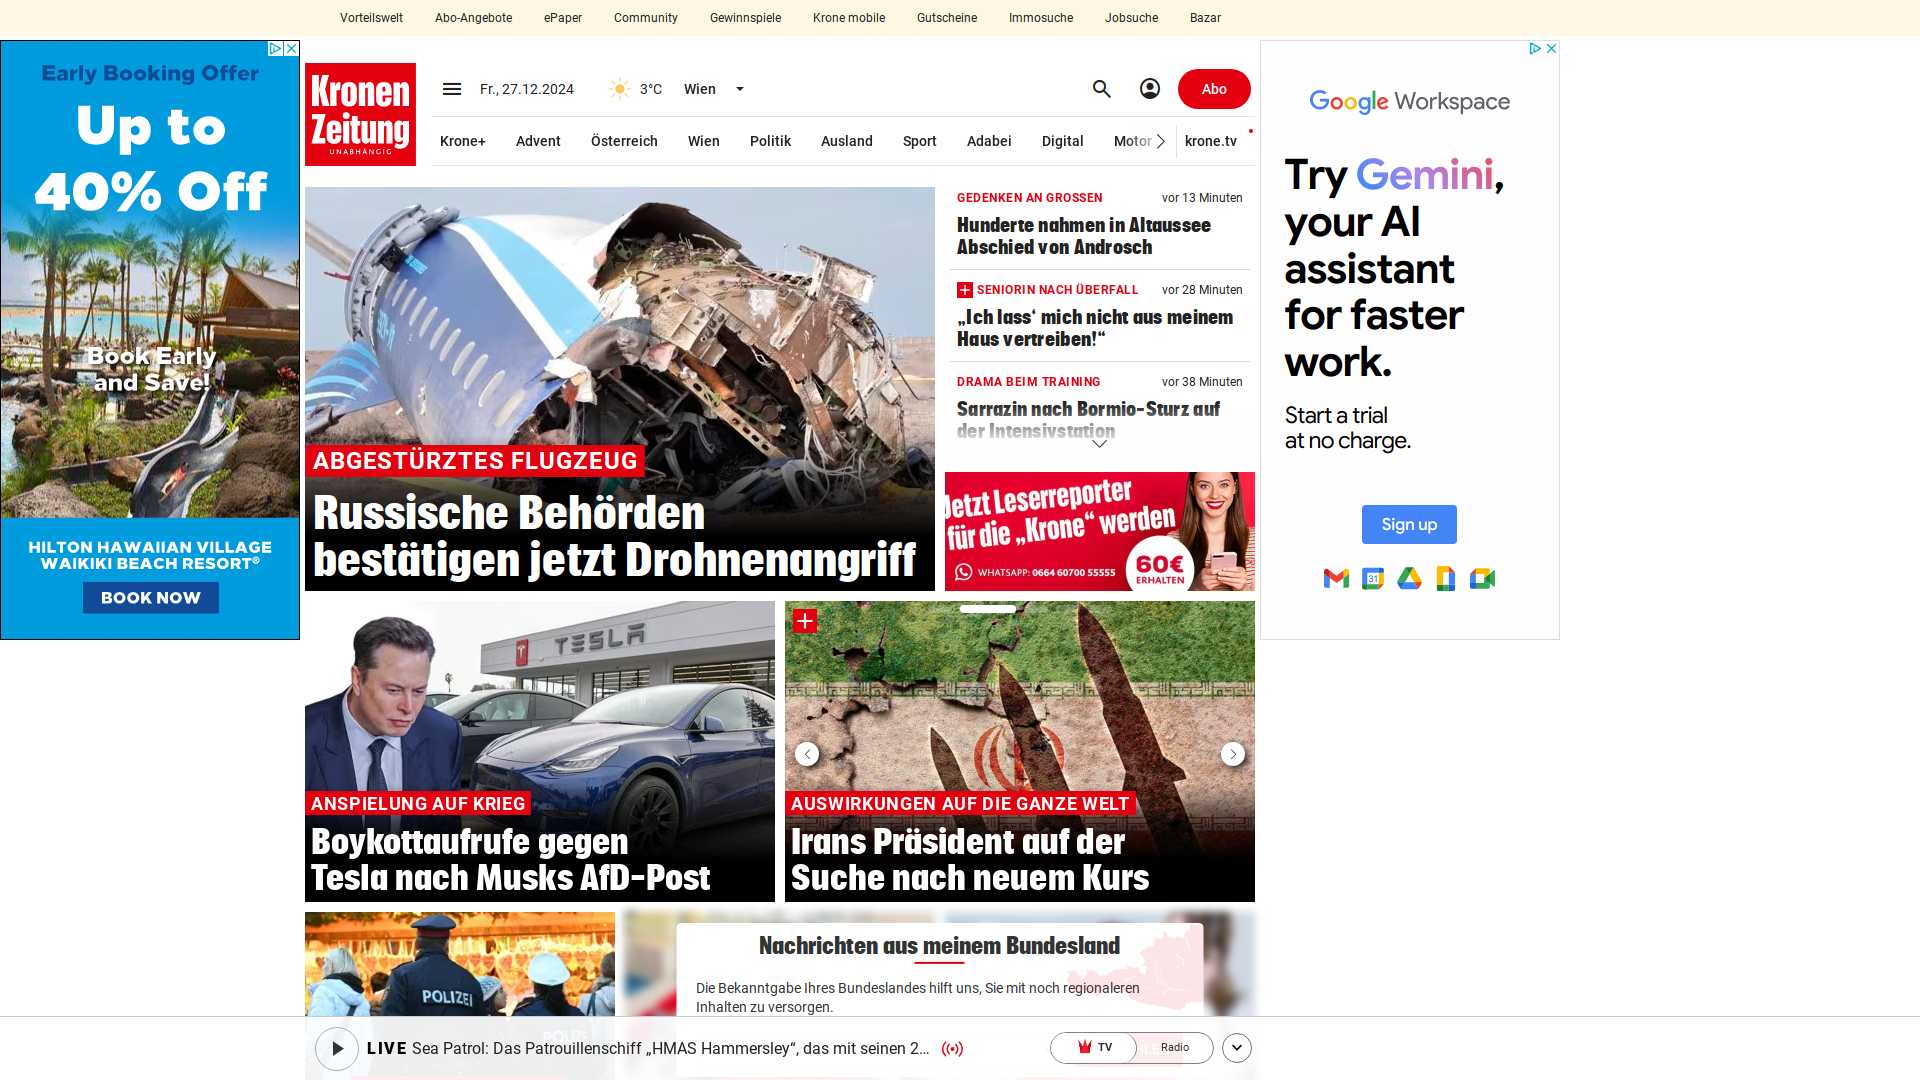 Vorteilswelt Abo-Angebote ePaper Community Gewinnspiele Krone mobile Gutscheine Immosuche Jobsuche Bazar
Early Booking Offer
Up to
40% Off
Book Early
and Save!
HILTON HAWAIIAN VILLAGE
WAIKIKI BEACH RESORT®
BOOK NOW
Kronen
Zeitung
UNABHÄNGIG
Fr., 27.12.2024 3°C Wien Abo
Krone+ Advent Österreich Wien Politik Ausland Sport Adabei Digital Motor krone.tv
ABGESTÜRZTES FLUGZEUG
Russische Behörden
bestätigen jetzt Drohnenangriff
GEDENKEN AN GROSSEN vor 13 Minuten
Hunderte nahmen in Altaussee
Abschied von Androsch
SENIORIN NACH ÜBERFALL vor 28 Minuten
„Ich lass‘ mich nicht aus meinem
Haus vertreiben!“
DRAMA BEIM TRAINING vor 38 Minuten
Sarrazin nach Bormio-Sturz auf
der Intensivstation
Jetzt Leserreporter
für die „Krone“ werden
WHATSAPP: 0664 60700 55555
60€
ERHALTEN
TESLA
ANSPIELUNG AUF KRIEG
Boykottaufrufe gegen
Tesla nach Musks AfD-Post
AUSWIRKUNGEN AUF DIE GANZE WELT
Irans Präsident auf der
Suche nach neuem Kurs
POLIZEI
Nachrichten aus meinem Bundesland
Die Bekanntgabe Ihres Bundeslandes hilft uns, Sie mit noch regionaleren
Inhalten zu versorgen.
LIVE Sea Patrol: Das Patrouillenschiff „HMAS Hammersley“, das mit seinen 2...
TV Radio
Google Workspace
Try Gemini,
your AI
assistant
for faster
work.
Start a trial
at no charge.
Sign up
31